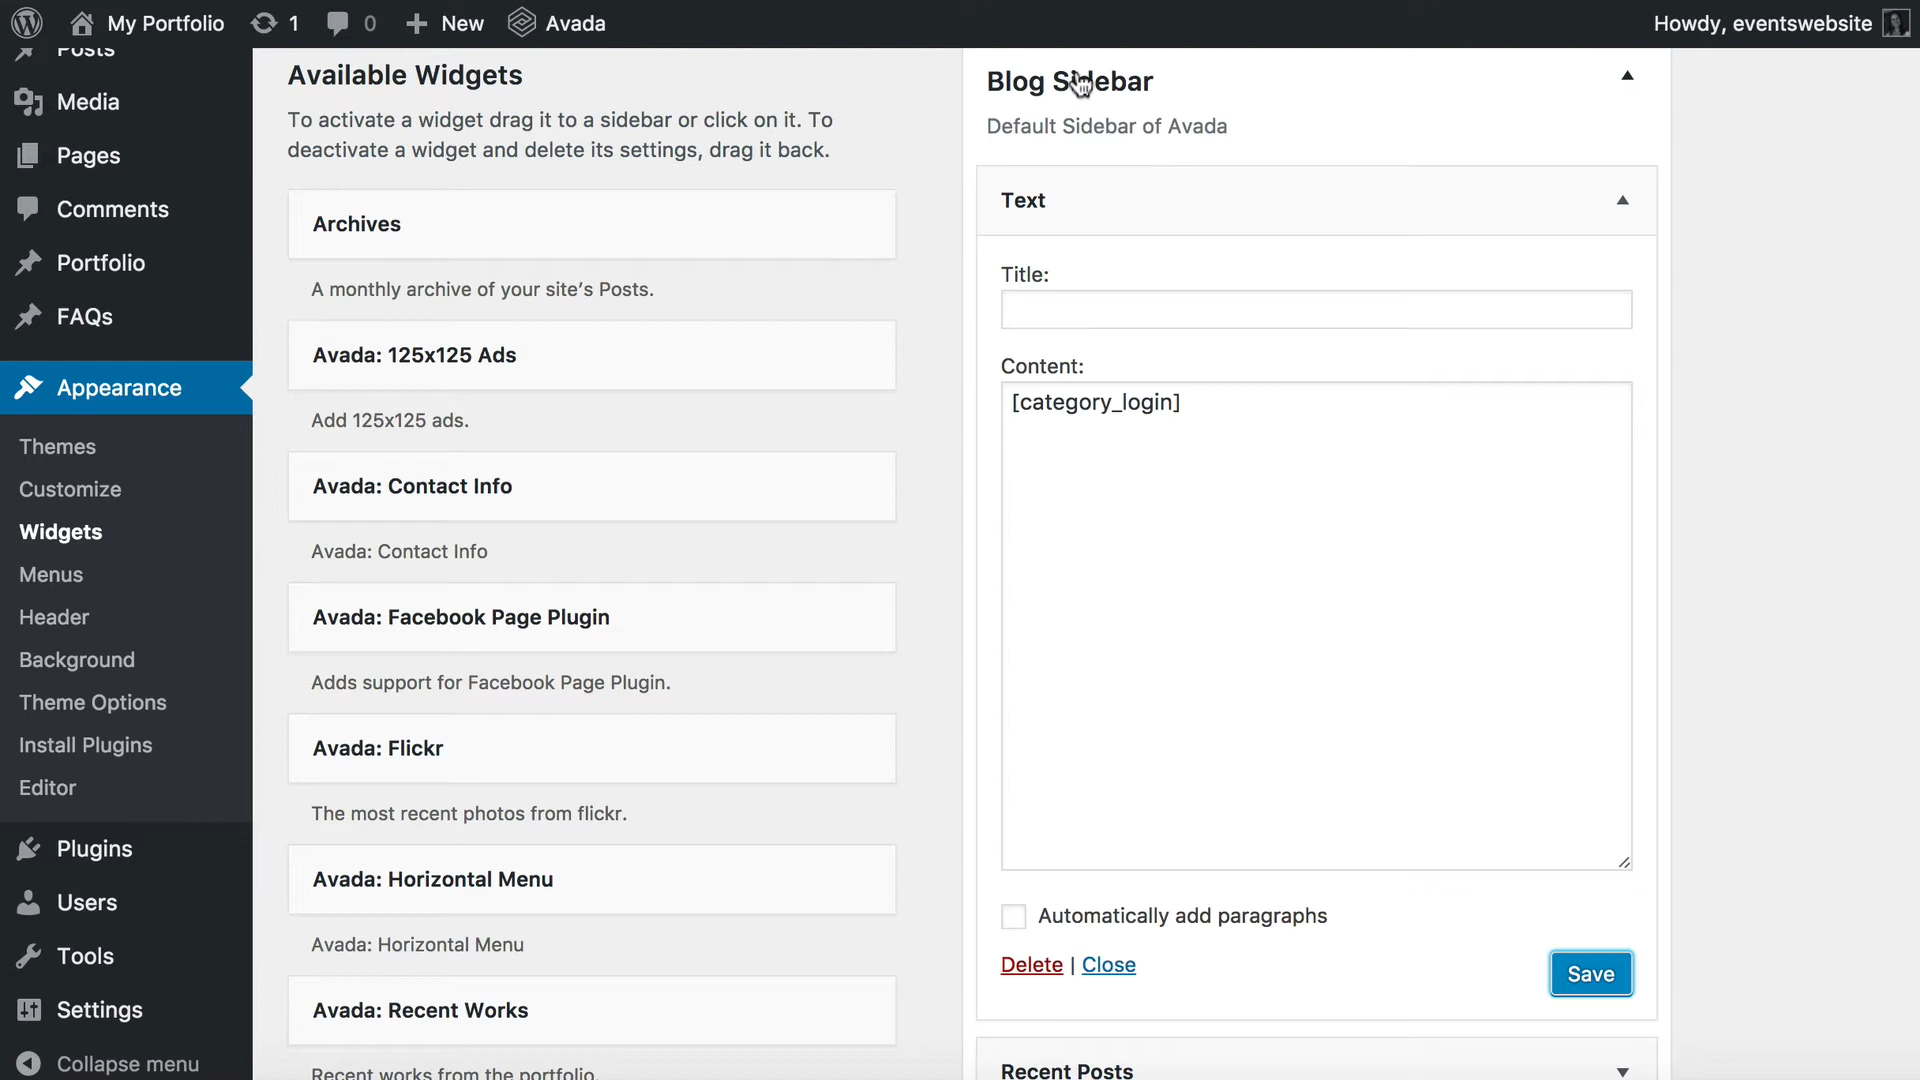 My Portfolio
1
0
New
Avada
Howdy, eventswebsite
Posts
Media
Pages
Comments
Portfolio
FAQs
Appearance
Themes
Customize
Widgets
Menus
Header
Background
Theme Options
Install Plugins
Editor
Plugins
Users
Tools
Settings
Collapse menu
Available Widgets
To activate a widget drag it to a sidebar or click on it. To
deactivate a widget and delete its settings, drag it back.
Archives
A monthly archive of your site's Posts.
Avada: 125x125 Ads
Add 125x125 ads.
Avada: Contact Info
Avada: Contact Info
Avada: Facebook Page Plugin
Adds support for Facebook Page Plugin.
Avada: Flickr
The most recent photos from flickr.
Avada: Horizontal Menu
Avada: Horizontal Menu
Avada: Recent Works
Recent works from the portfolio.
Blog Sidebar
Default Sidebar of Avada
Text
Title:
Content:
[category_login]
Automatically add paragraphs
Delete | Close
Save
Recent Posts